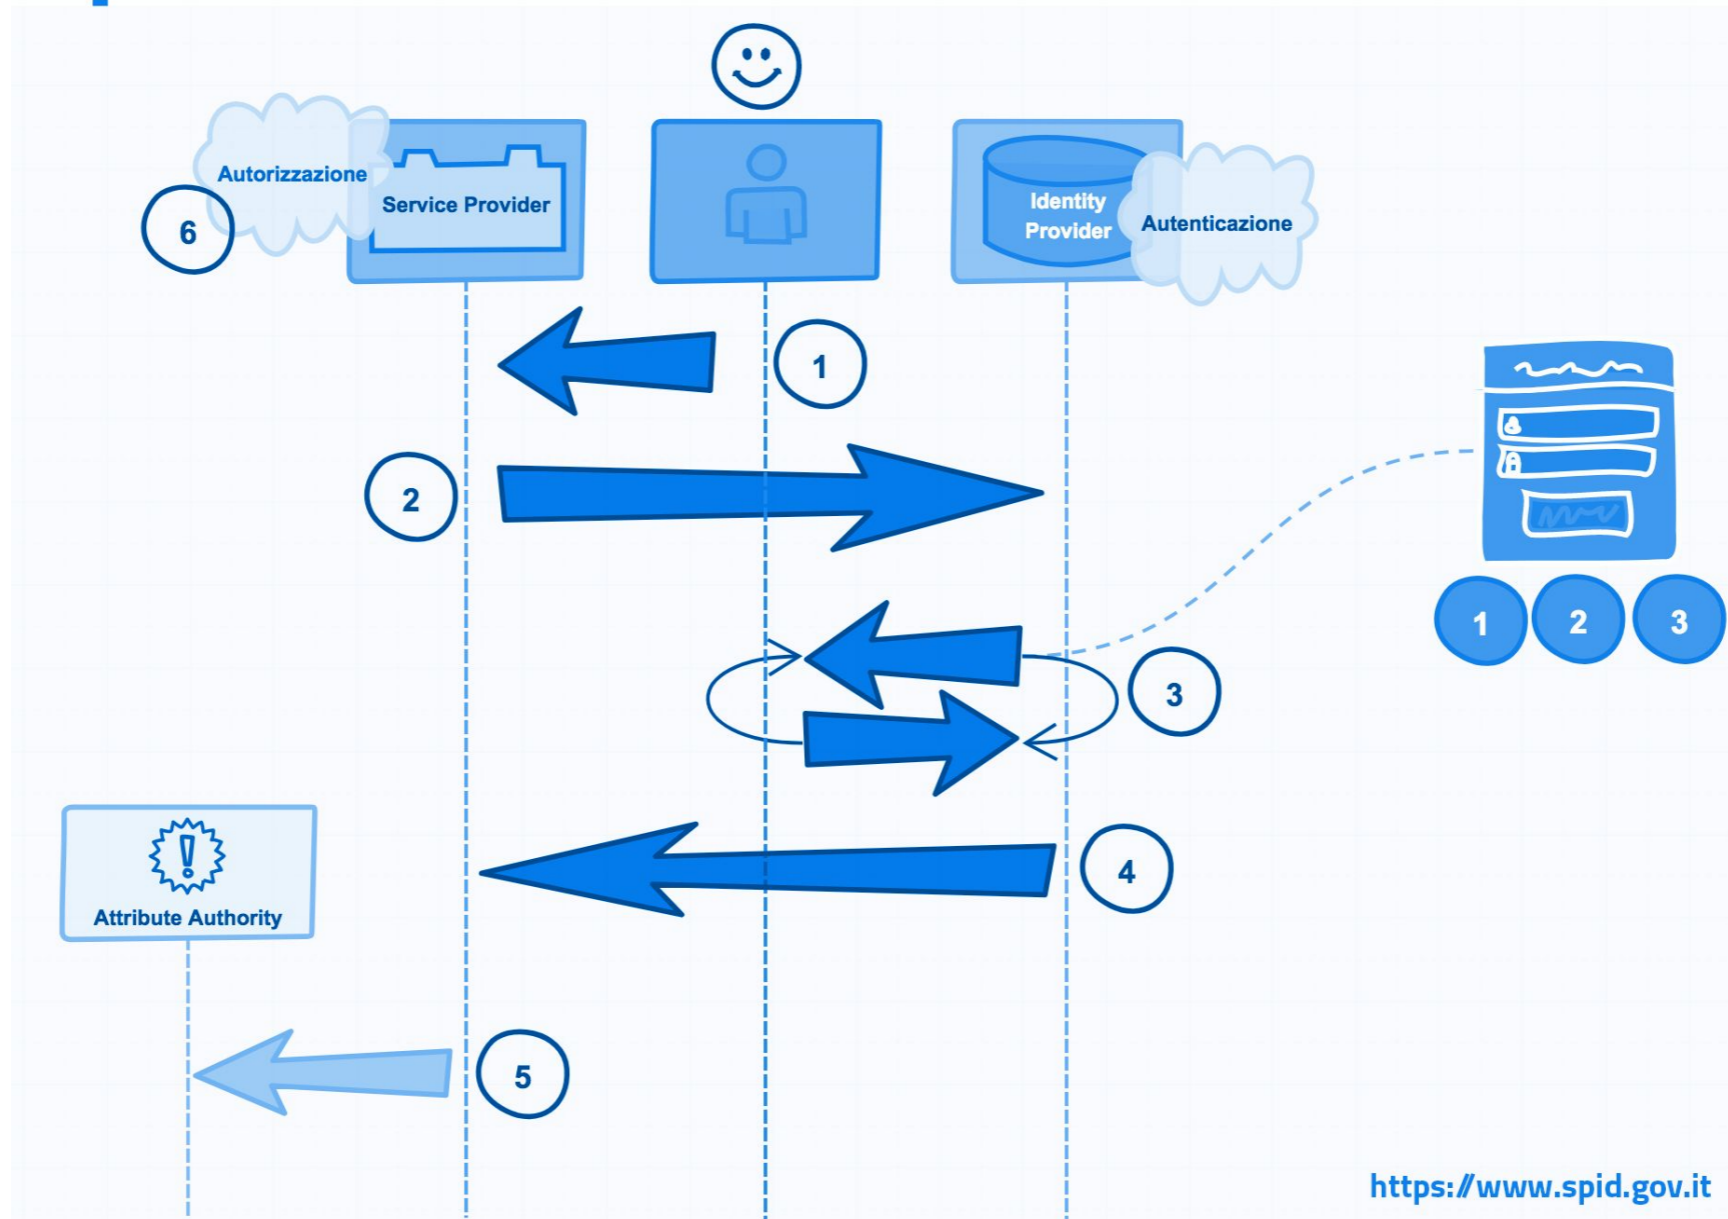 Autorizzazione
Service Provider
6
Identity
Provider
Autenticazione
1
2
3
1
2
3
4
Attribute Authority
5
https://www.spid.gov.it